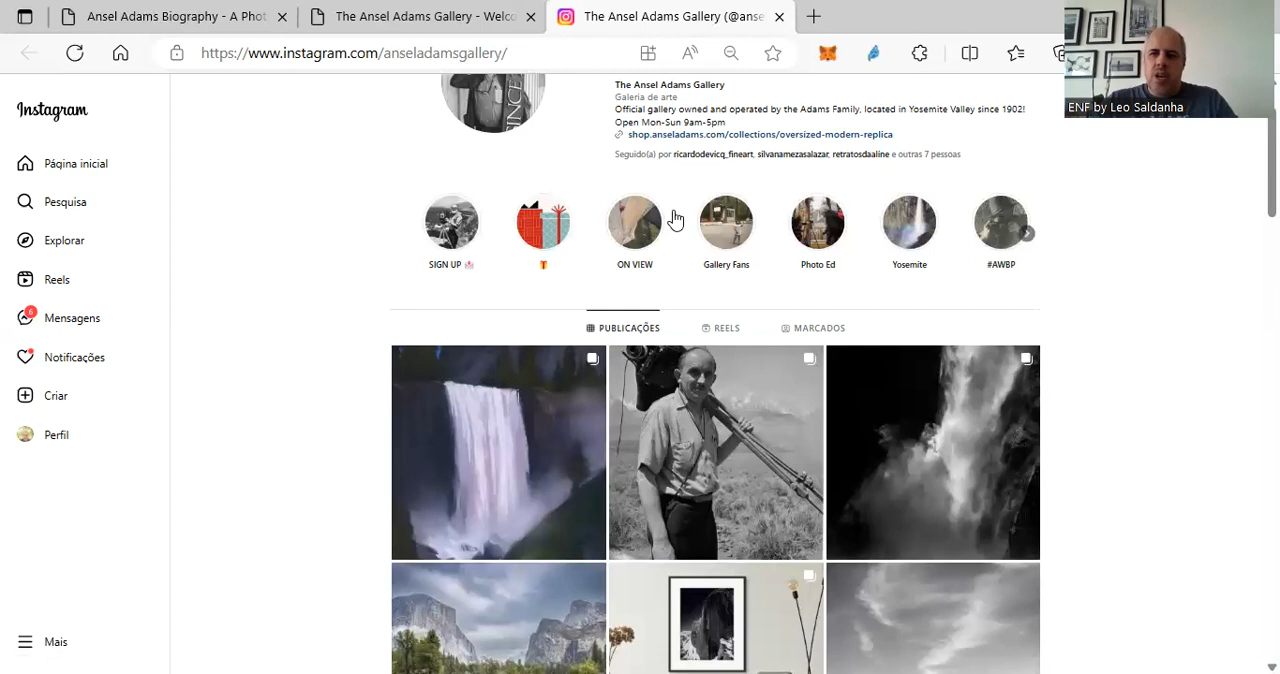 Ansel Adams Biography - A Phot
The Ansel Adams Gallery - Welco
The Ansel Adams Gallery (@anse
https://www.instagram.com/anseladamsgallery/
ENF by Leo Saldanha
Instagram
Página inicial
Pesquisa
Explorar
Reels
6
Mensagens
Notificações
Criar
Perfil
Mais
SINCE
The Ansel Adams Gallery
Galeria de arte
Official gallery owned and operated by the Adams Family, located in Yosemite Valley since 1902!
Open Mon-Sun 9am-5pm
shop.anseladams.com/collections/oversized-modern-replica
Seguido(a) por ricardodevicq_fineart, silvanamezasalazar, retratosdaaline e outras 7 pessoas
SIGN UP 📩
🎁
ON VIEW
Gallery Fans
Photo Ed
Yosemite
#AWBP
PUBLICAÇÕES
REELS
MARCADOS